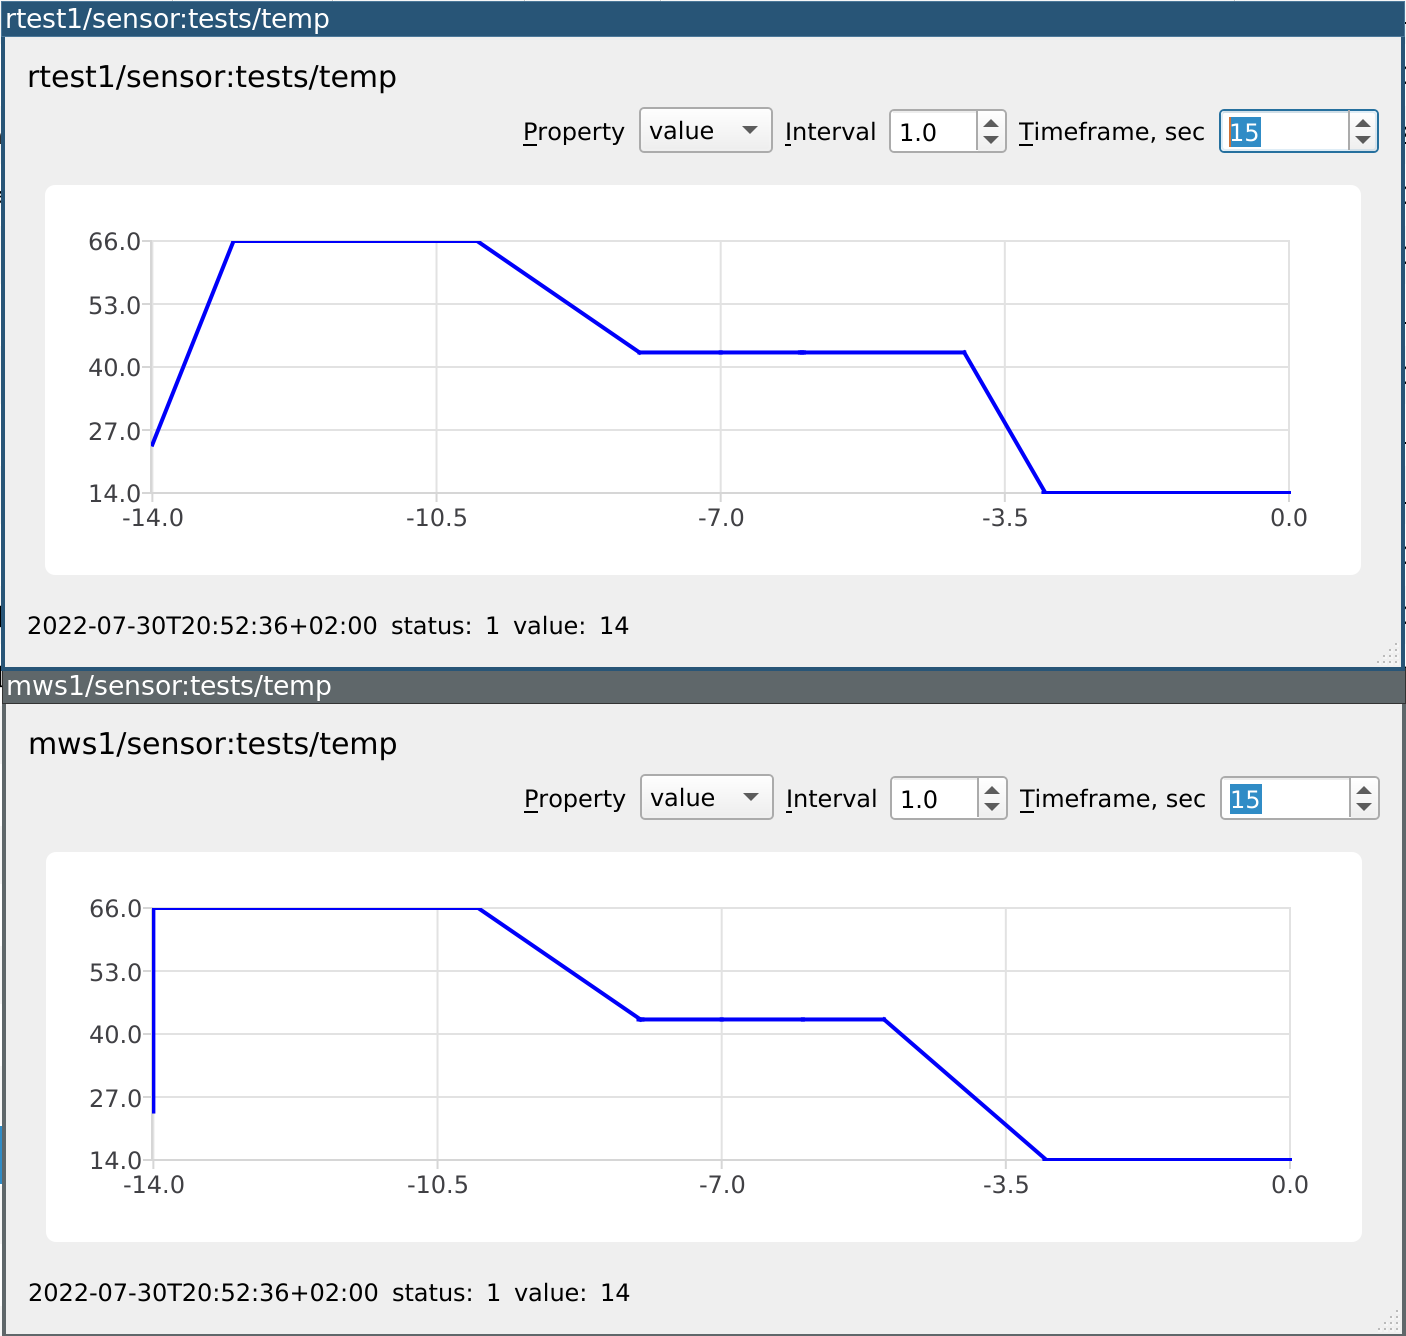 rtest1/sensor:tests/temp
rtest1/sensor:tests/temp
Property value Interval 1.0 Timeframe, sec 15
66.0
53.0
40.0
27.0
14.0
-14.0 -10.5 -7.0 -3.5 0.0
2022-07-30T20:52:36+02:00 status: 1 value: 14
mws1/sensor:tests/temp
mws1/sensor:tests/temp
Property value Interval 1.0 Timeframe, sec 15
66.0
53.0
40.0
27.0
14.0
-14.0 -10.5 -7.0 -3.5 0.0
2022-07-30T20:52:36+02:00 status: 1 value: 14